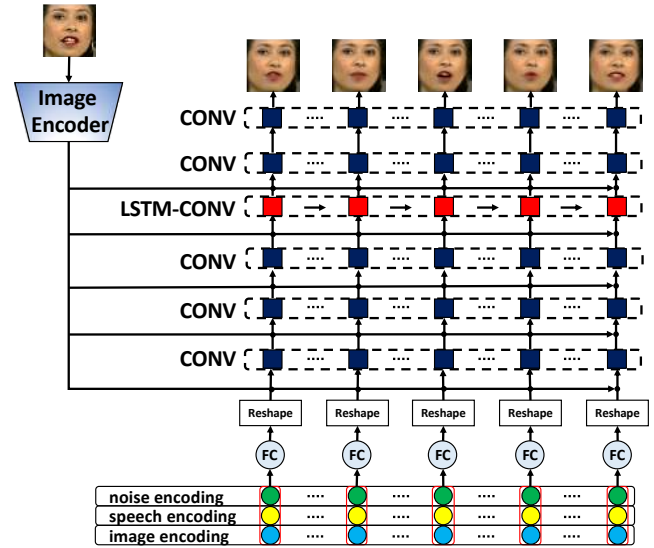 Image
Encoder
CONV
CONV
LSTM-CONV
CONV
CONV
CONV
Reshape Reshape Reshape Reshape Reshape
FC FC FC FC FC
noise encoding
speech encoding
image encoding